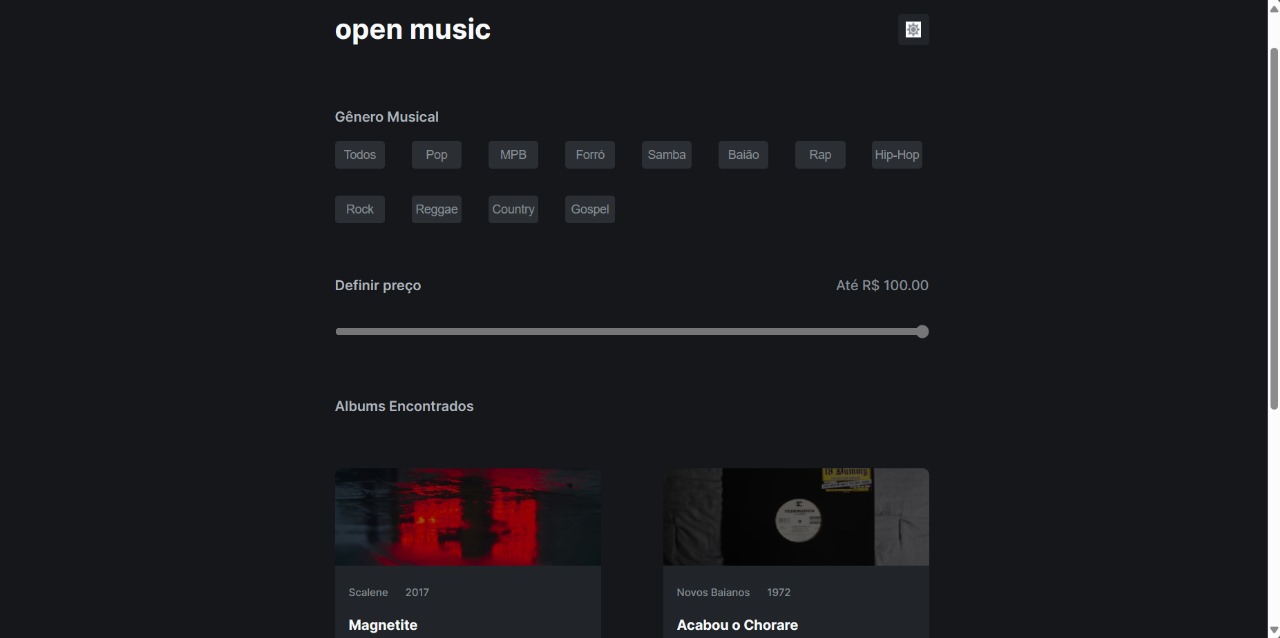 open music
Gênero Musical
Todos Pop MPB Forró Samba Baião Rap Hip-Hop
Rock Reggae Country Gospel
Definir preço Até R$ 100.00
Albums Encontrados
Scalene 2017 Novos Baianos 1972
Magnetite Acabou o Chorare